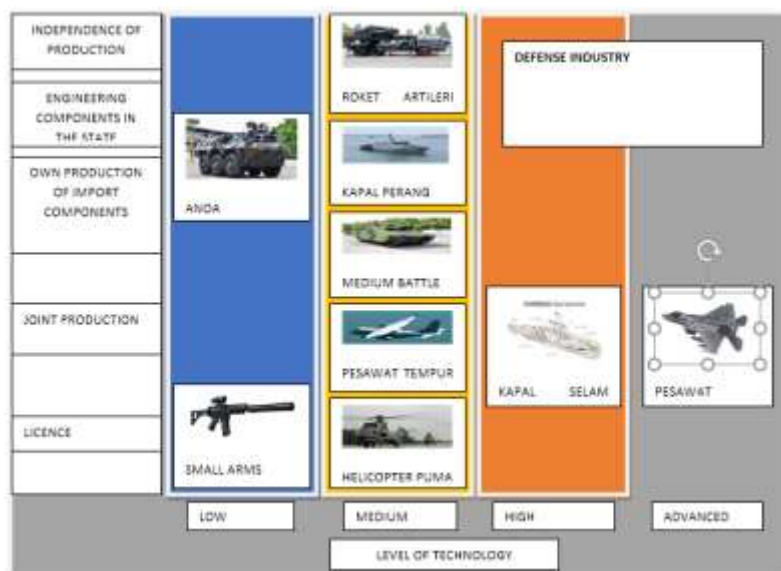 INDEPENDENCE OF
PRODUCTION
ENGINEERING
COMPONENTS IN
THE STATE
OWN PRODUCTION
OF IMPORT
COMPONENTS
JOINT PRODUCTION
LICENCE
ANOA
SMALL ARMS
ROKET ARTILERI
KAPAL PERANG
MEDIUM BATTLE
PESAWAT TEMPUR
HELICOPTER PUMA
KAPAL SELAM
DEFENSE INDUSTRY
PESAWAT
LOW
MEDIUM
HIGH
ADVANCED
LEVEL OF TECHNOLOGY